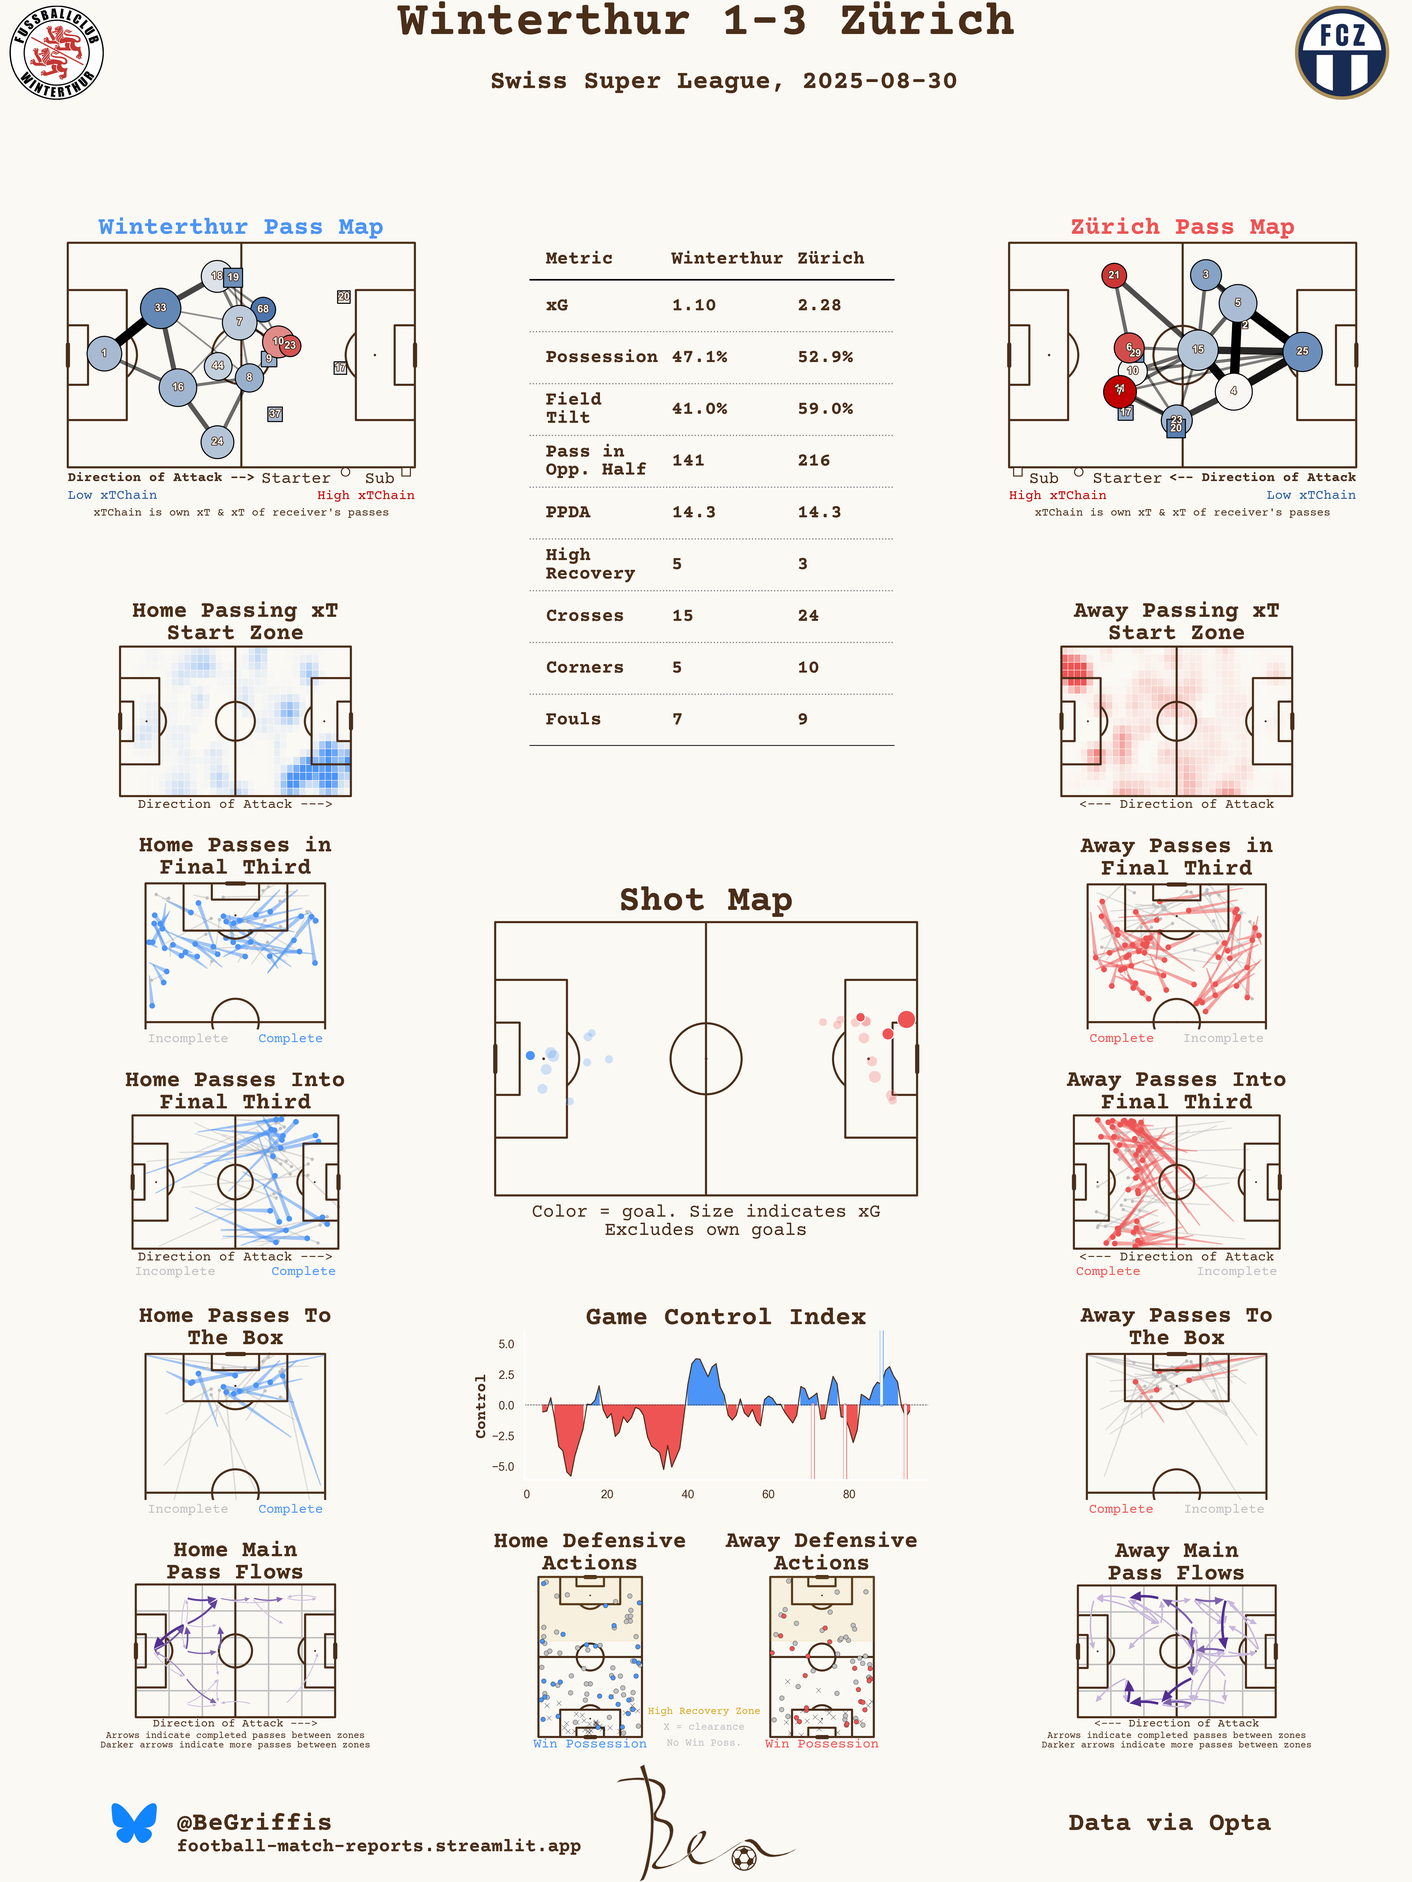 Winterthur 1-3 Zürich
Swiss Super League, 2025-08-30
FUSSBALLCLUB
WINTERTHUR
FCZ
Winterthur Pass Map
1
33
16
18
19
24
7
44
68
8
10
23
9
37
20
17
Direction of Attack --> Starter Sub
Low xTChain High xTChain
xTChain is own xT & xT of receiver's passes
Metric Winterthur Zürich
xG 1.10 2.28
Possession 47.1% 52.9%
Field
Tilt 41.0% 59.0%
Pass in
Opp. Half 141 216
PPDA 14.3 14.3
High
Recovery 5 3
Crosses 15 24
Corners 5 10
Fouls 7 9
Zürich Pass Map
21
3
5
2
6
29
15
25
10
4
17
23
20
Sub Starter <-- Direction of Attack
High xTChain Low xTChain
xTChain is own xT & xT of receiver's passes
Home Passing xT
Start Zone
Direction of Attack --->
Away Passing xT
Start Zone
<--- Direction of Attack
Home Passes in
Final Third
Incomplete Complete
Away Passes in
Final Third
Complete Incomplete
Shot Map
Color = goal. Size indicates xG
Excludes own goals
Home Passes Into
Final Third
Direction of Attack --->
Incomplete Complete
Away Passes Into
Final Third
<--- Direction of Attack
Complete Incomplete
Home Passes To
The Box
Incomplete Complete
Game Control Index
Control
5.0
2.5
0.0
−2.5
−5.0
0 20 40 60 80
Away Passes To
The Box
Complete Incomplete
Home Main
Pass Flows
Direction of Attack --->
Arrows indicate completed passes between zones
Darker arrows indicate more passes between zones
Home Defensive
Actions
Win Possession
High Recovery Zone
X = clearance
No Win Poss.
Away Defensive
Actions
Win Possession
Away Main
Pass Flows
<--- Direction of Attack
Arrows indicate completed passes between zones
Darker arrows indicate more passes between zones
@BeGriffis
football-match-reports.streamlit.app
Ben
Data via Opta